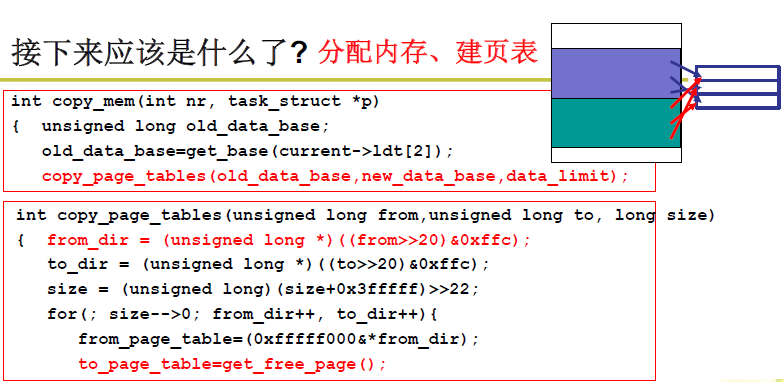 接下来应该是什么了? 分配内存、建页表
int copy_mem(int nr, task_struct *p)
{ unsigned long old_data_base;
old_data_base=get_base(current->ldt[2]);
copy_page_tables(old_data_base,new_data_base,data_limit);
int copy_page_tables(unsigned long from,unsigned long to, long size)
{ from_dir = (unsigned long *)((from>>20)&0xffc);
to_dir = (unsigned long *)((to>>20)&0xffc);
size = (unsigned long)(size+0x3fffff)>>22;
for(; size-->0; from_dir++, to_dir++){
from_page_table=(0xfffff000&*from_dir);
to_page_table=get_free_page();